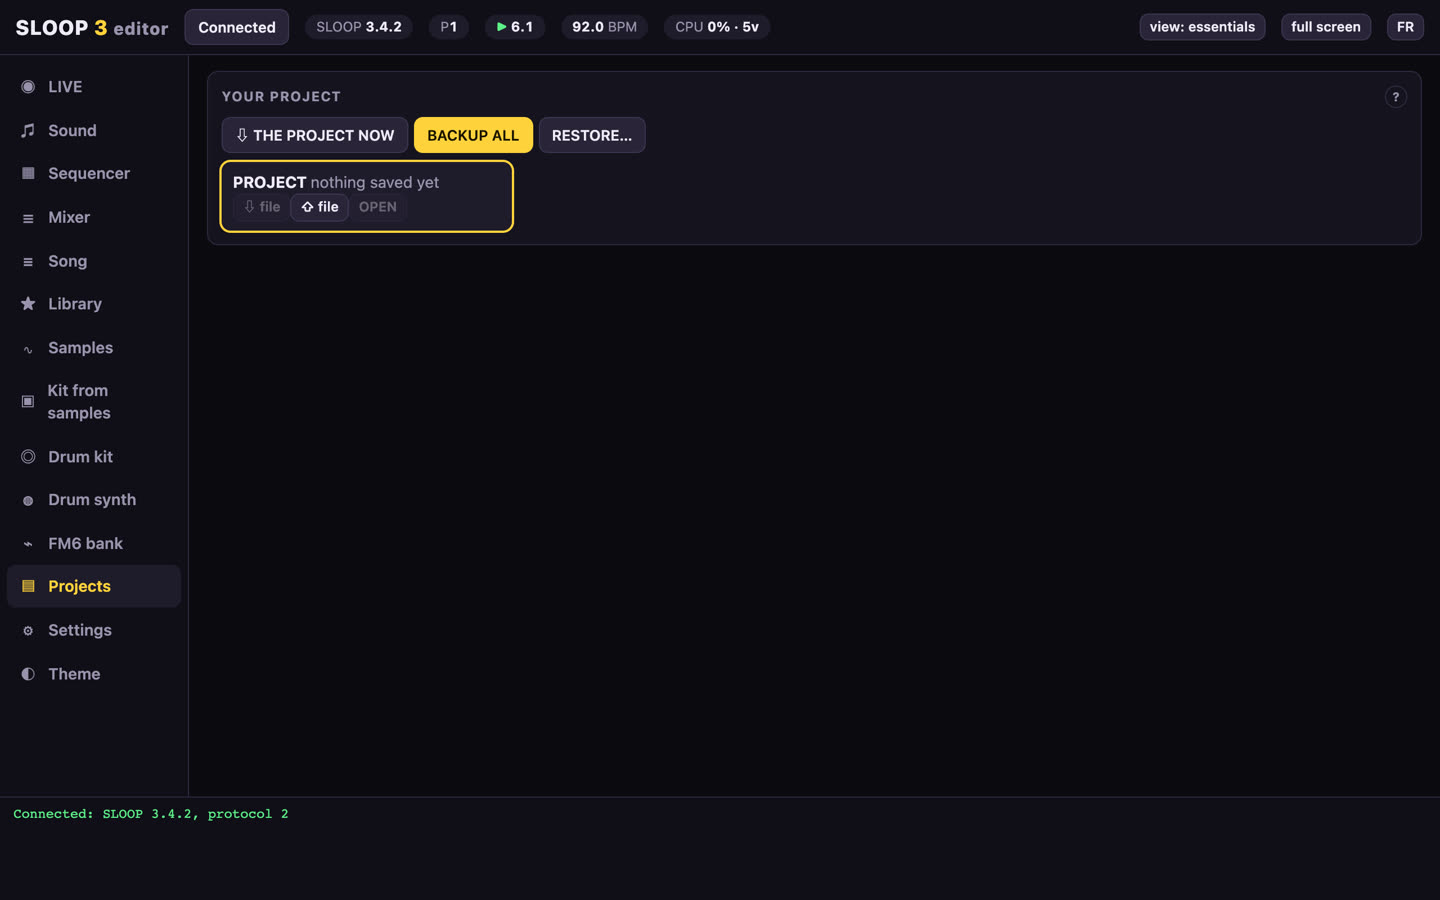 SLOOP 3 editor
Connected
SLOOP 3.4.2
P1
6.1
92.0 BPM
CPU 0% · 5v
view: essentials
full screen
FR
LIVE
Sound
Sequencer
Mixer
Song
Library
Samples
Kit from
samples
Drum kit
Drum synth
FM6 bank
Projects
Settings
Theme
YOUR PROJECT
?
⇩ THE PROJECT NOW
BACKUP ALL
RESTORE...
PROJECT nothing saved yet
⇩ file
⇧ file
OPEN
Connected: SLOOP 3.4.2, protocol 2